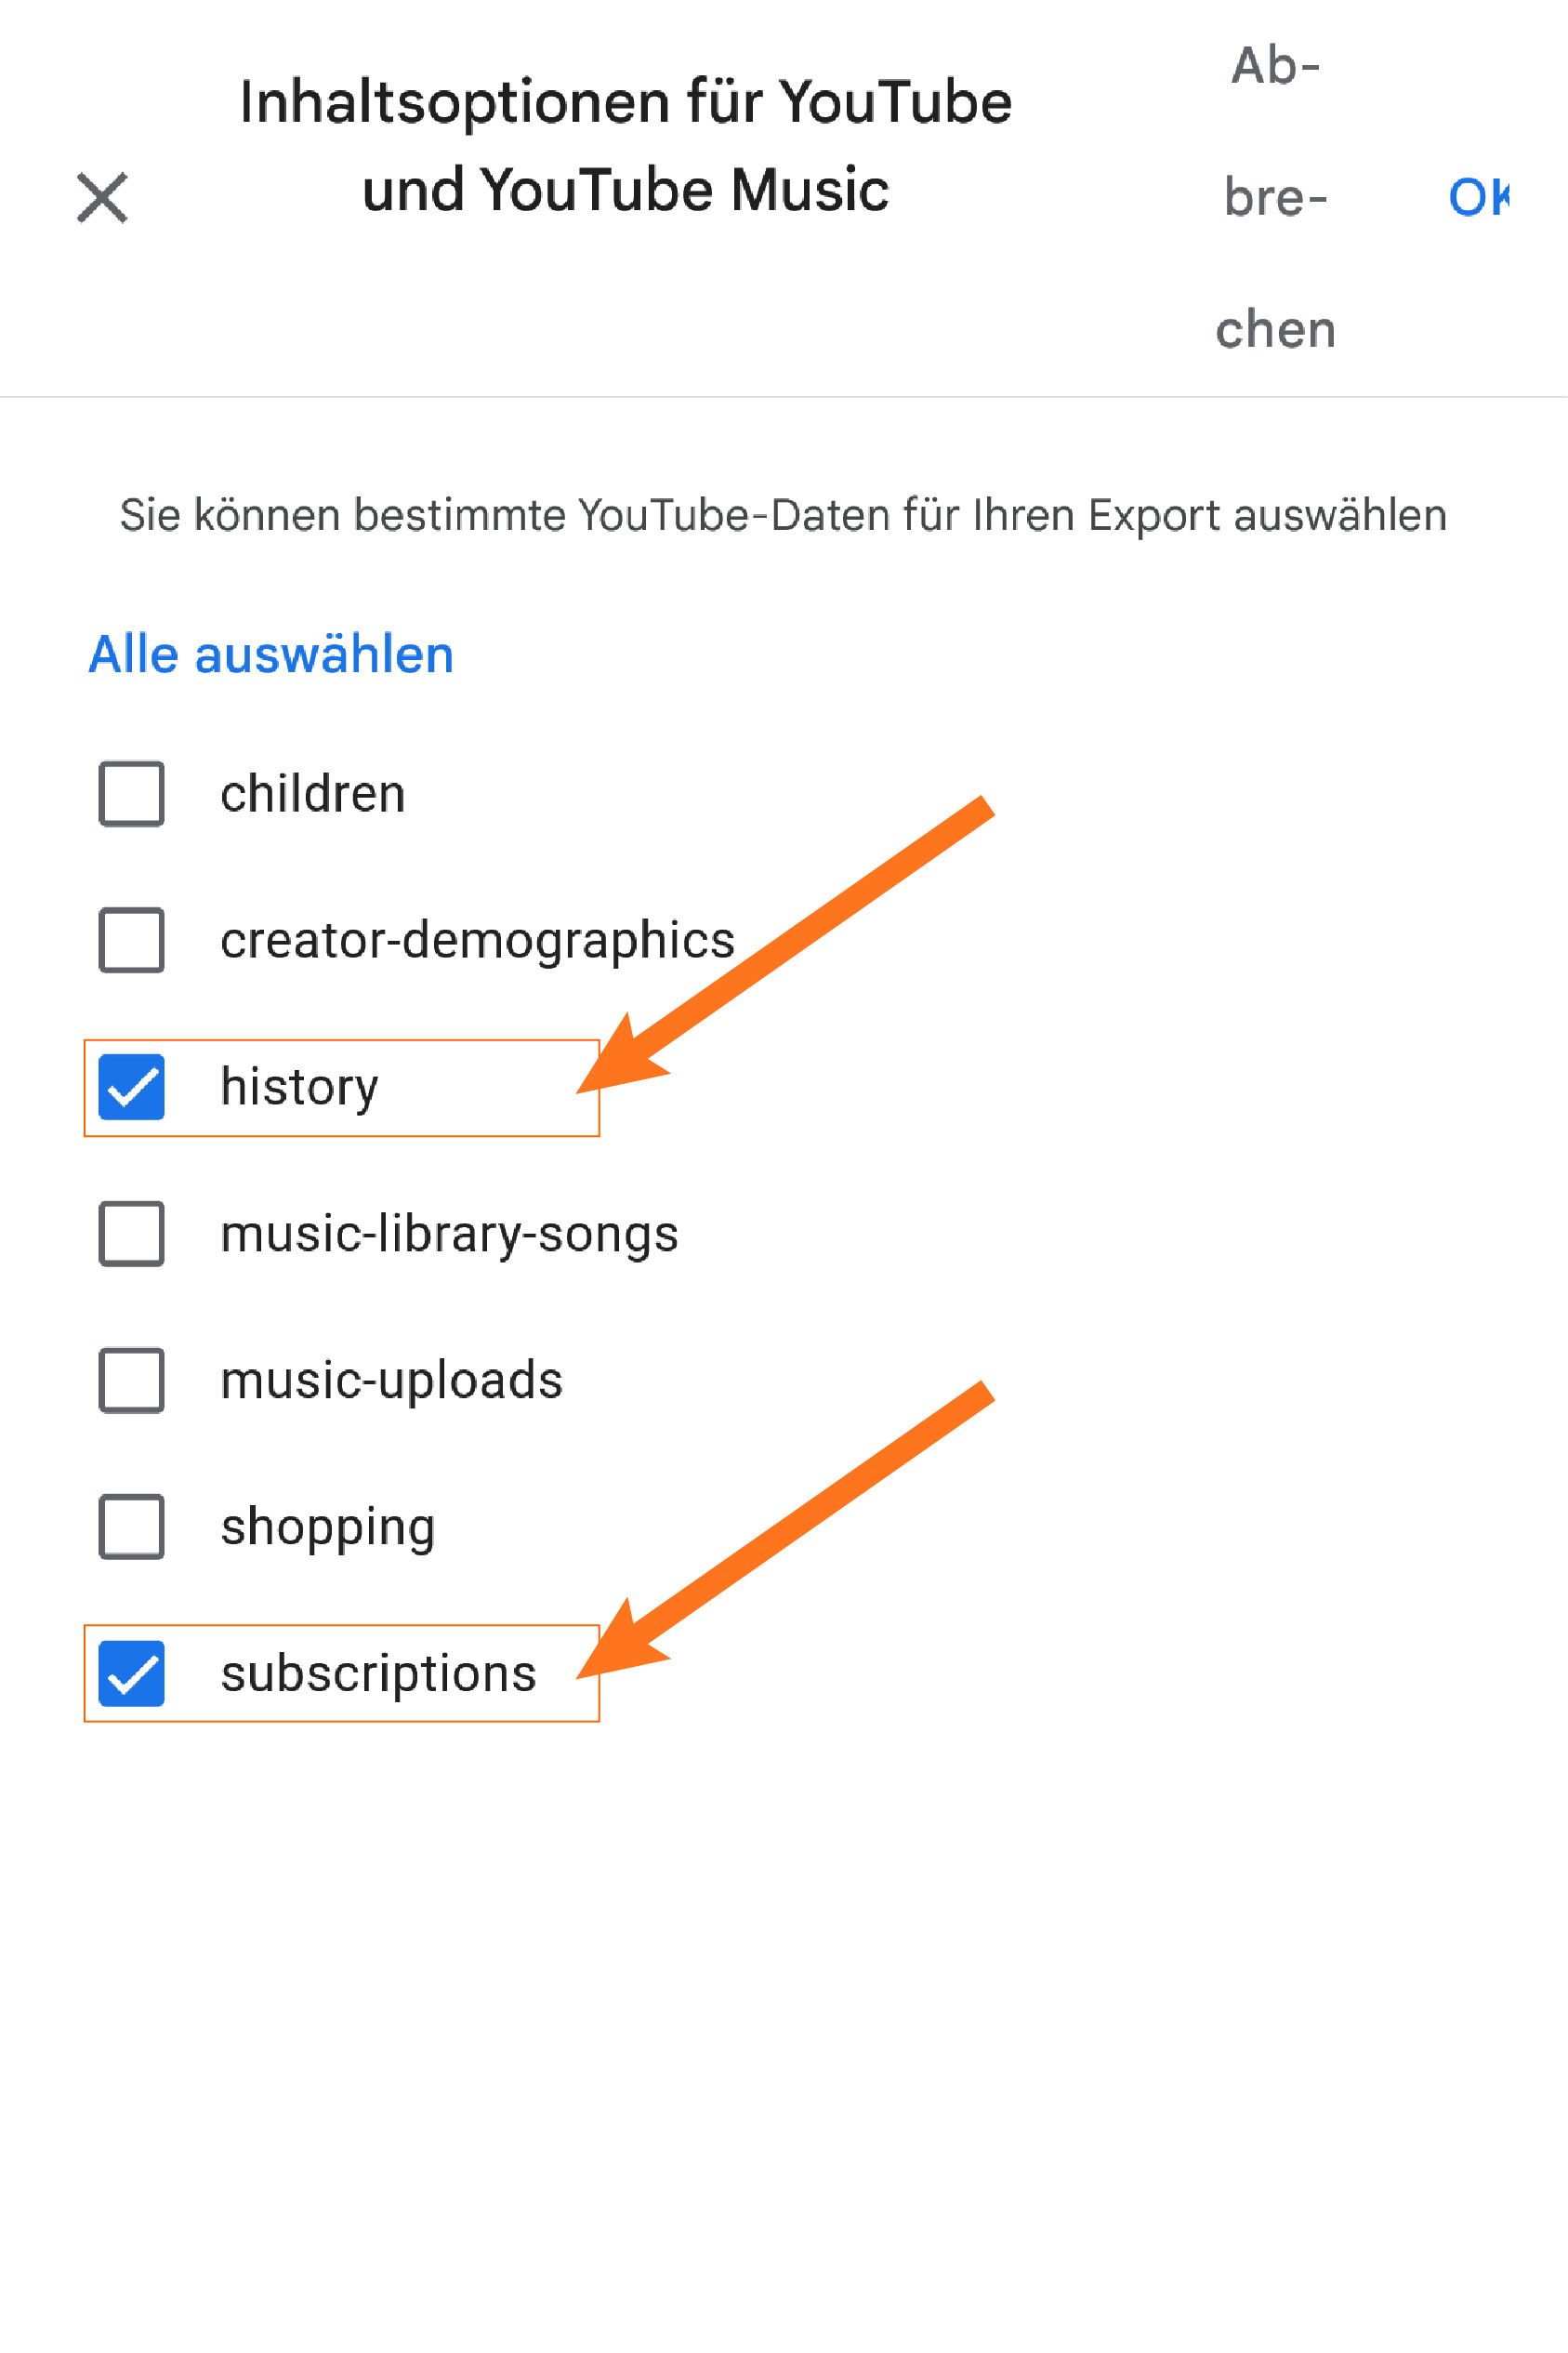 Inhaltsoptionen für YouTube
und YouTube Music
Ab-
bre-
chen
OK
Sie können bestimmte YouTube-Daten für Ihren Export auswählen
Alle auswählen
children
creator-demographics
history
music-library-songs
music-uploads
shopping
subscriptions